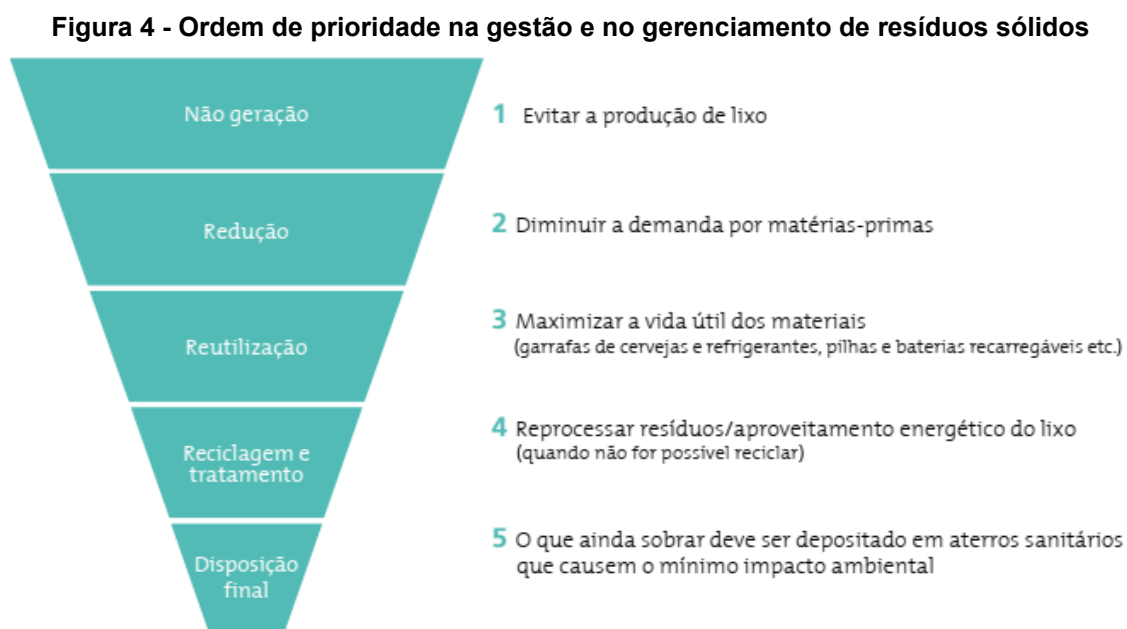 Figura 4 - Ordem de prioridade na gestão e no gerenciamento de resíduos sólidos
Não geração
1 Evitar a produção de lixo
Redução
2 Diminuir a demanda por matérias-primas
Reutilização
3 Maximizar a vida útil dos materiais
(garrafas de cervejas e refrigerantes, pilhas e baterias recarregáveis etc.)
Reciclagem e
tratamento
4 Reprocessar resíduos/aproveitamento energético do lixo
(quando não for possível reciclar)
Disposição
final
5 O que ainda sobrar deve ser depositado em aterros sanitários
que causem o mínimo impacto ambiental